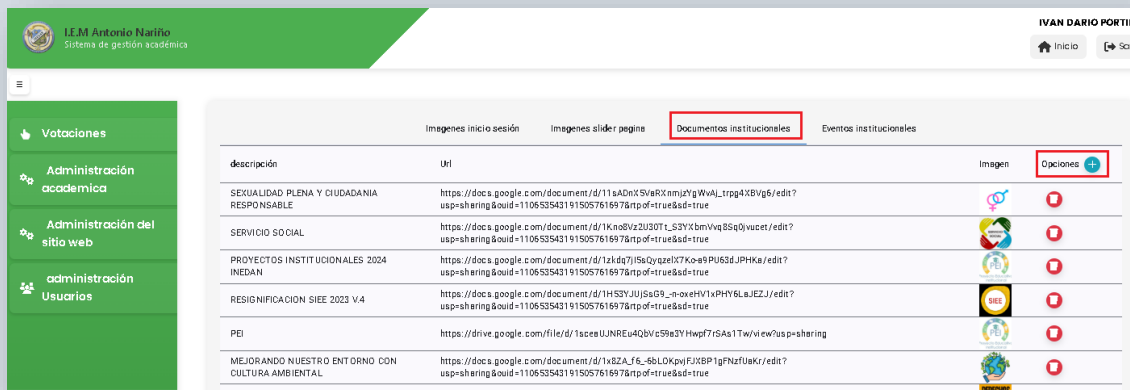 I.E.M Antonio Nariño
Sistema de gestión académica
IVAN DARIO
Inicio
Votaciones
Administración
academica
Administración del
sitio web
administración
Usuarios
Imagenes inicio sesión
Imagenes slider pagina
Documentos institucionales
Eventos institucionales
descripción
Url
Imagen
Opciones
SEXUALIDAD PLENA Y CIUDADANIA
RESPONSABLE
https://docs.google.com/document/d/11sADnX5VaRXnmjzYgWvAj_trpg4XBVg6/edit?
usp=sharing&ouid=110653543191505761697&rtpof=true&sd=true
SERVICIO SOCIAL
https://docs.google.com/document/d/1Kno8Vz2U30Tt_S3YXbmVvq8Sq0jvucet/edit?
usp=sharing&ouid=110653543191505761697&rtpof=true&sd=true
PROYECTOS INSTITUCIONALES 2024
INEDAN
https://docs.google.com/document/d/1zkdq7jI5sQyqzelX7Ko-a9PU63dJPHKa/edit?
usp=sharing&ouid=110653543191505761697&rtpof=true&sd=true
PEI
RESIGNIFICACION SIEE 2023 V.4
https://docs.google.com/document/d/1H53YJUjSsG9_-n-oxeHV1xPHY6LaJEZJ/edit?
usp=sharing&ouid=110653543191505761697&rtpof=true&sd=true
SIEE
PEI
https://drive.google.com/file/d/1sceaUJNREu4QbVc59a3YHwpf7rSAs1Tw/view?usp=sharing
PEI
MEJORANDO NUESTRO ENTORNO CON
CULTURA AMBIENTAL
https://docs.google.com/document/d/1x8ZA_f6_-6bLOKpvjFJXBP1gFNzfUaKr/edit?
usp=sharing&ouid=110653543191505761697&rtpof=true&sd=true